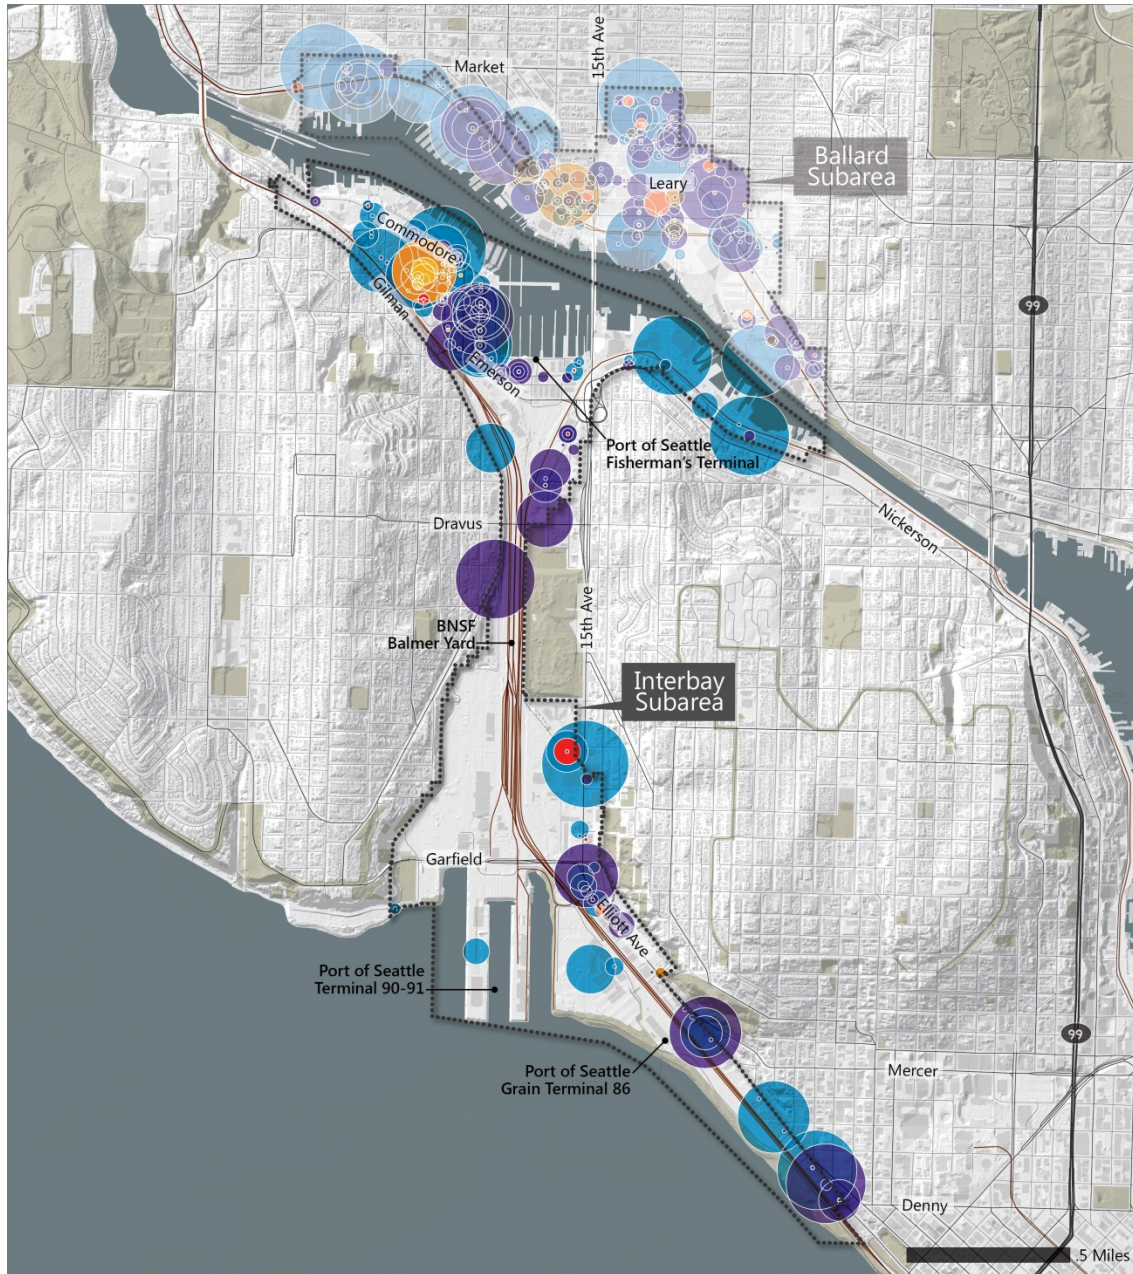 Market
15th Ave
Ballard
Subarea
Leary
Commodore
Gilman
99
Emerson
Port of Seattle
Fisherman's Terminal
Dravus
Nickerson
BNSF
Balmer Yard
15th Ave
Interbay
Subarea
Garfield
Elliott Ave
Port of Seattle
Terminal 90-91
99
Port of Seattle
Grain Terminal 86
Mercer
Denny
.5 Miles